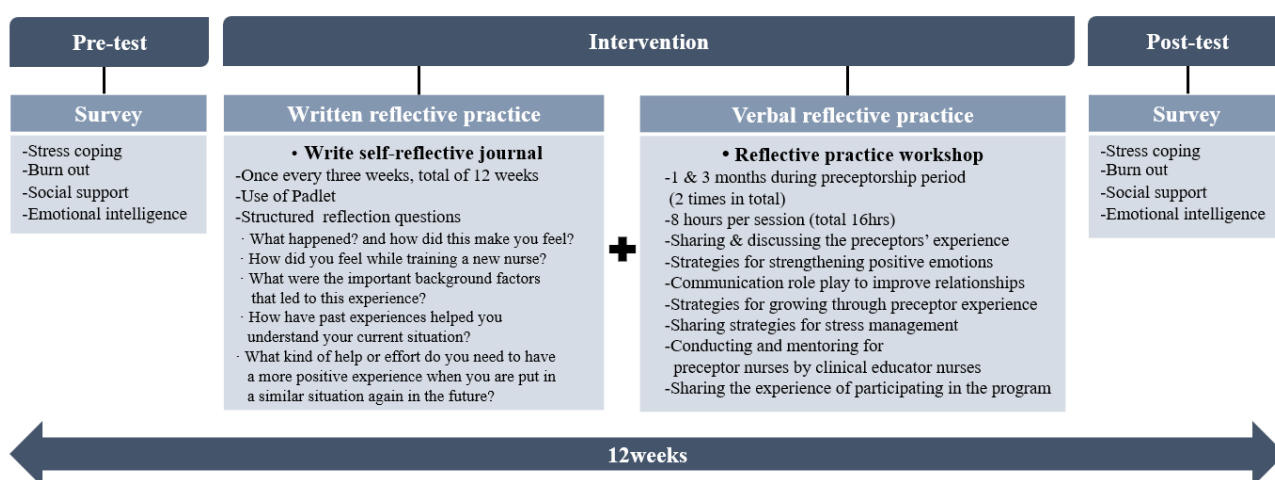 Pre-test
Intervention
Post-test
Survey
-Stress coping
-Burn out
-Social support
-Emotional intelligence
Written reflective practice
• Write self-reflective journal
-Once every three weeks, total of 12 weeks
-Use of Padlet
-Structured reflection questions
· What happened? and how did this make you feel?
· How did you feel while training a new nurse?
· What were the important background factors
that led to this experience?
· How have past experiences helped you
understand your current situation?
· What kind of help or effort do you need to have
a more positive experience when you are put in
a similar situation again in the future?
Verbal reflective practice
• Reflective practice workshop
-1 & 3 months during preceptorship period
(2 times in total)
-8 hours per session (total 16hrs)
-Sharing & discussing the preceptors’ experience
-Strategies for strengthening positive emotions
-Communication role play to improve relationships
-Strategies for growing through preceptor experience
-Sharing strategies for stress management
-Conducting and mentoring for
preceptor nurses by clinical educator nurses
-Sharing the experience of participating in the program
Survey
-Stress coping
-Burn out
-Social support
-Emotional intelligence
12weeks